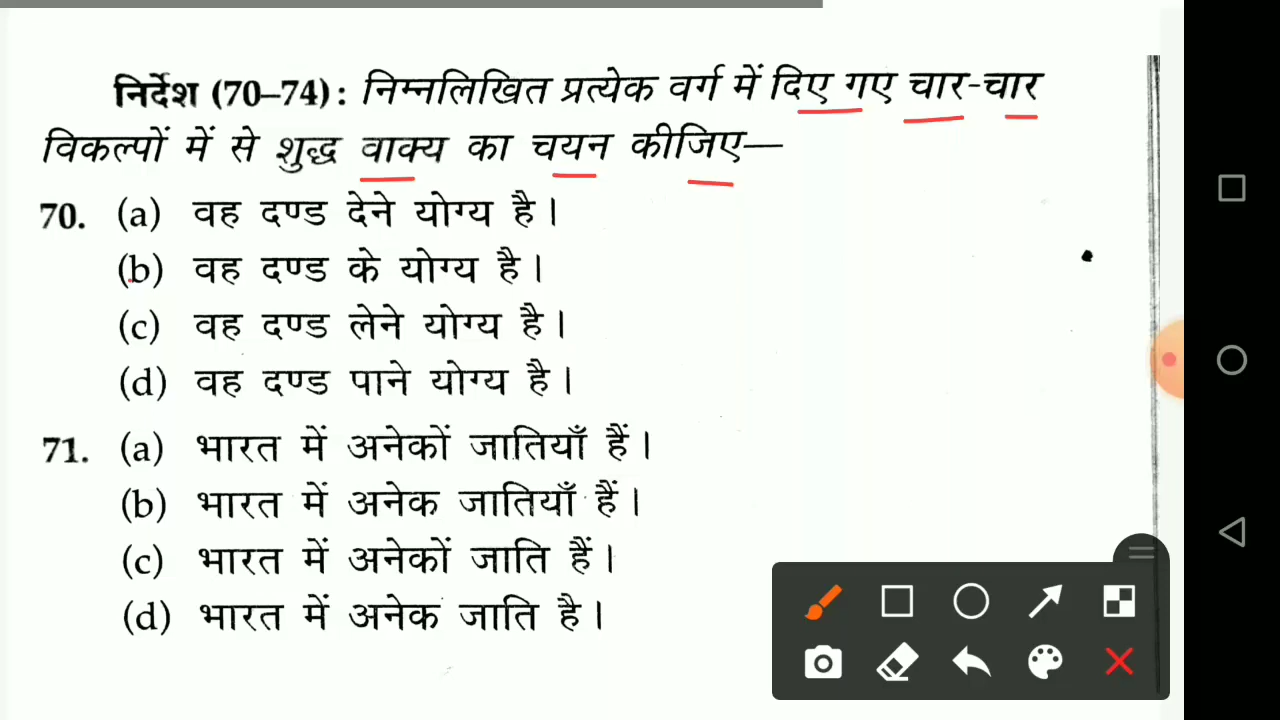 निर्देश (70–74) : निम्नलिखित प्रत्येक वर्ग में दिए गए चार-चार
विकल्पों में से शुद्ध वाक्य का चयन कीजिए—
70. (a) वह दण्ड देने योग्य है।
(b) वह दण्ड के योग्य है।
(c) वह दण्ड लेने योग्य है।
(d) वह दण्ड पाने योग्य है।
71. (a) भारत में अनेकों जातियाँ हैं।
(b) भारत में अनेक जातियाँ हैं।
(c) भारत में अनेकों जाति हैं।
(d) भारत में अनेक जाति है।